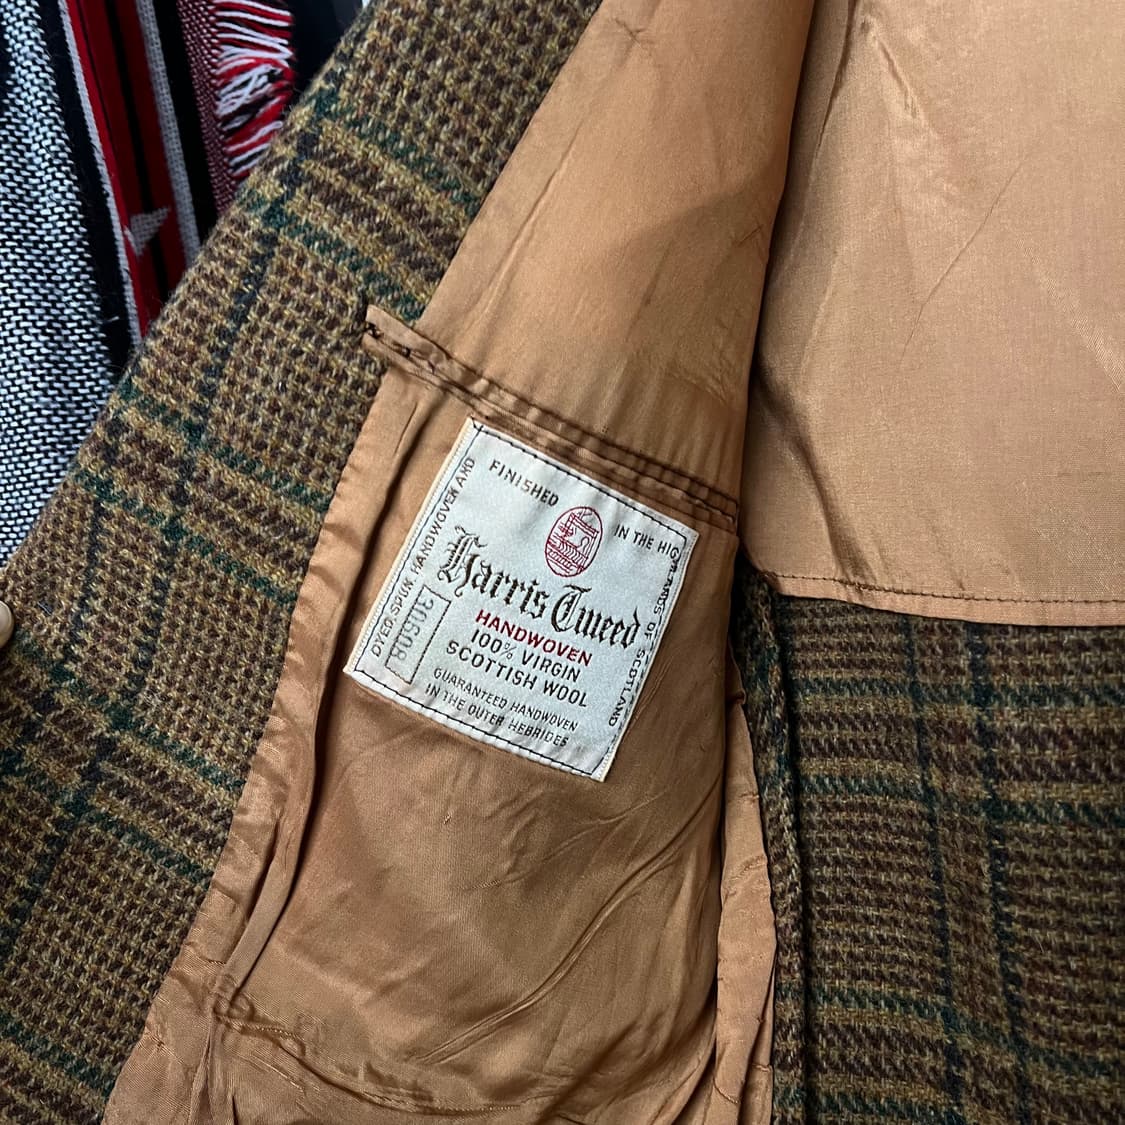 FINISHED IN THE HIGHLANDS OF SCOTLAND
DYED, SPUN, HANDWOVEN AND
Harris Tweed
HANDWOVEN
100% VIRGIN
SCOTTISH WOOL
GUARANTEED HANDWOVEN
IN THE OUTER HEBRIDES